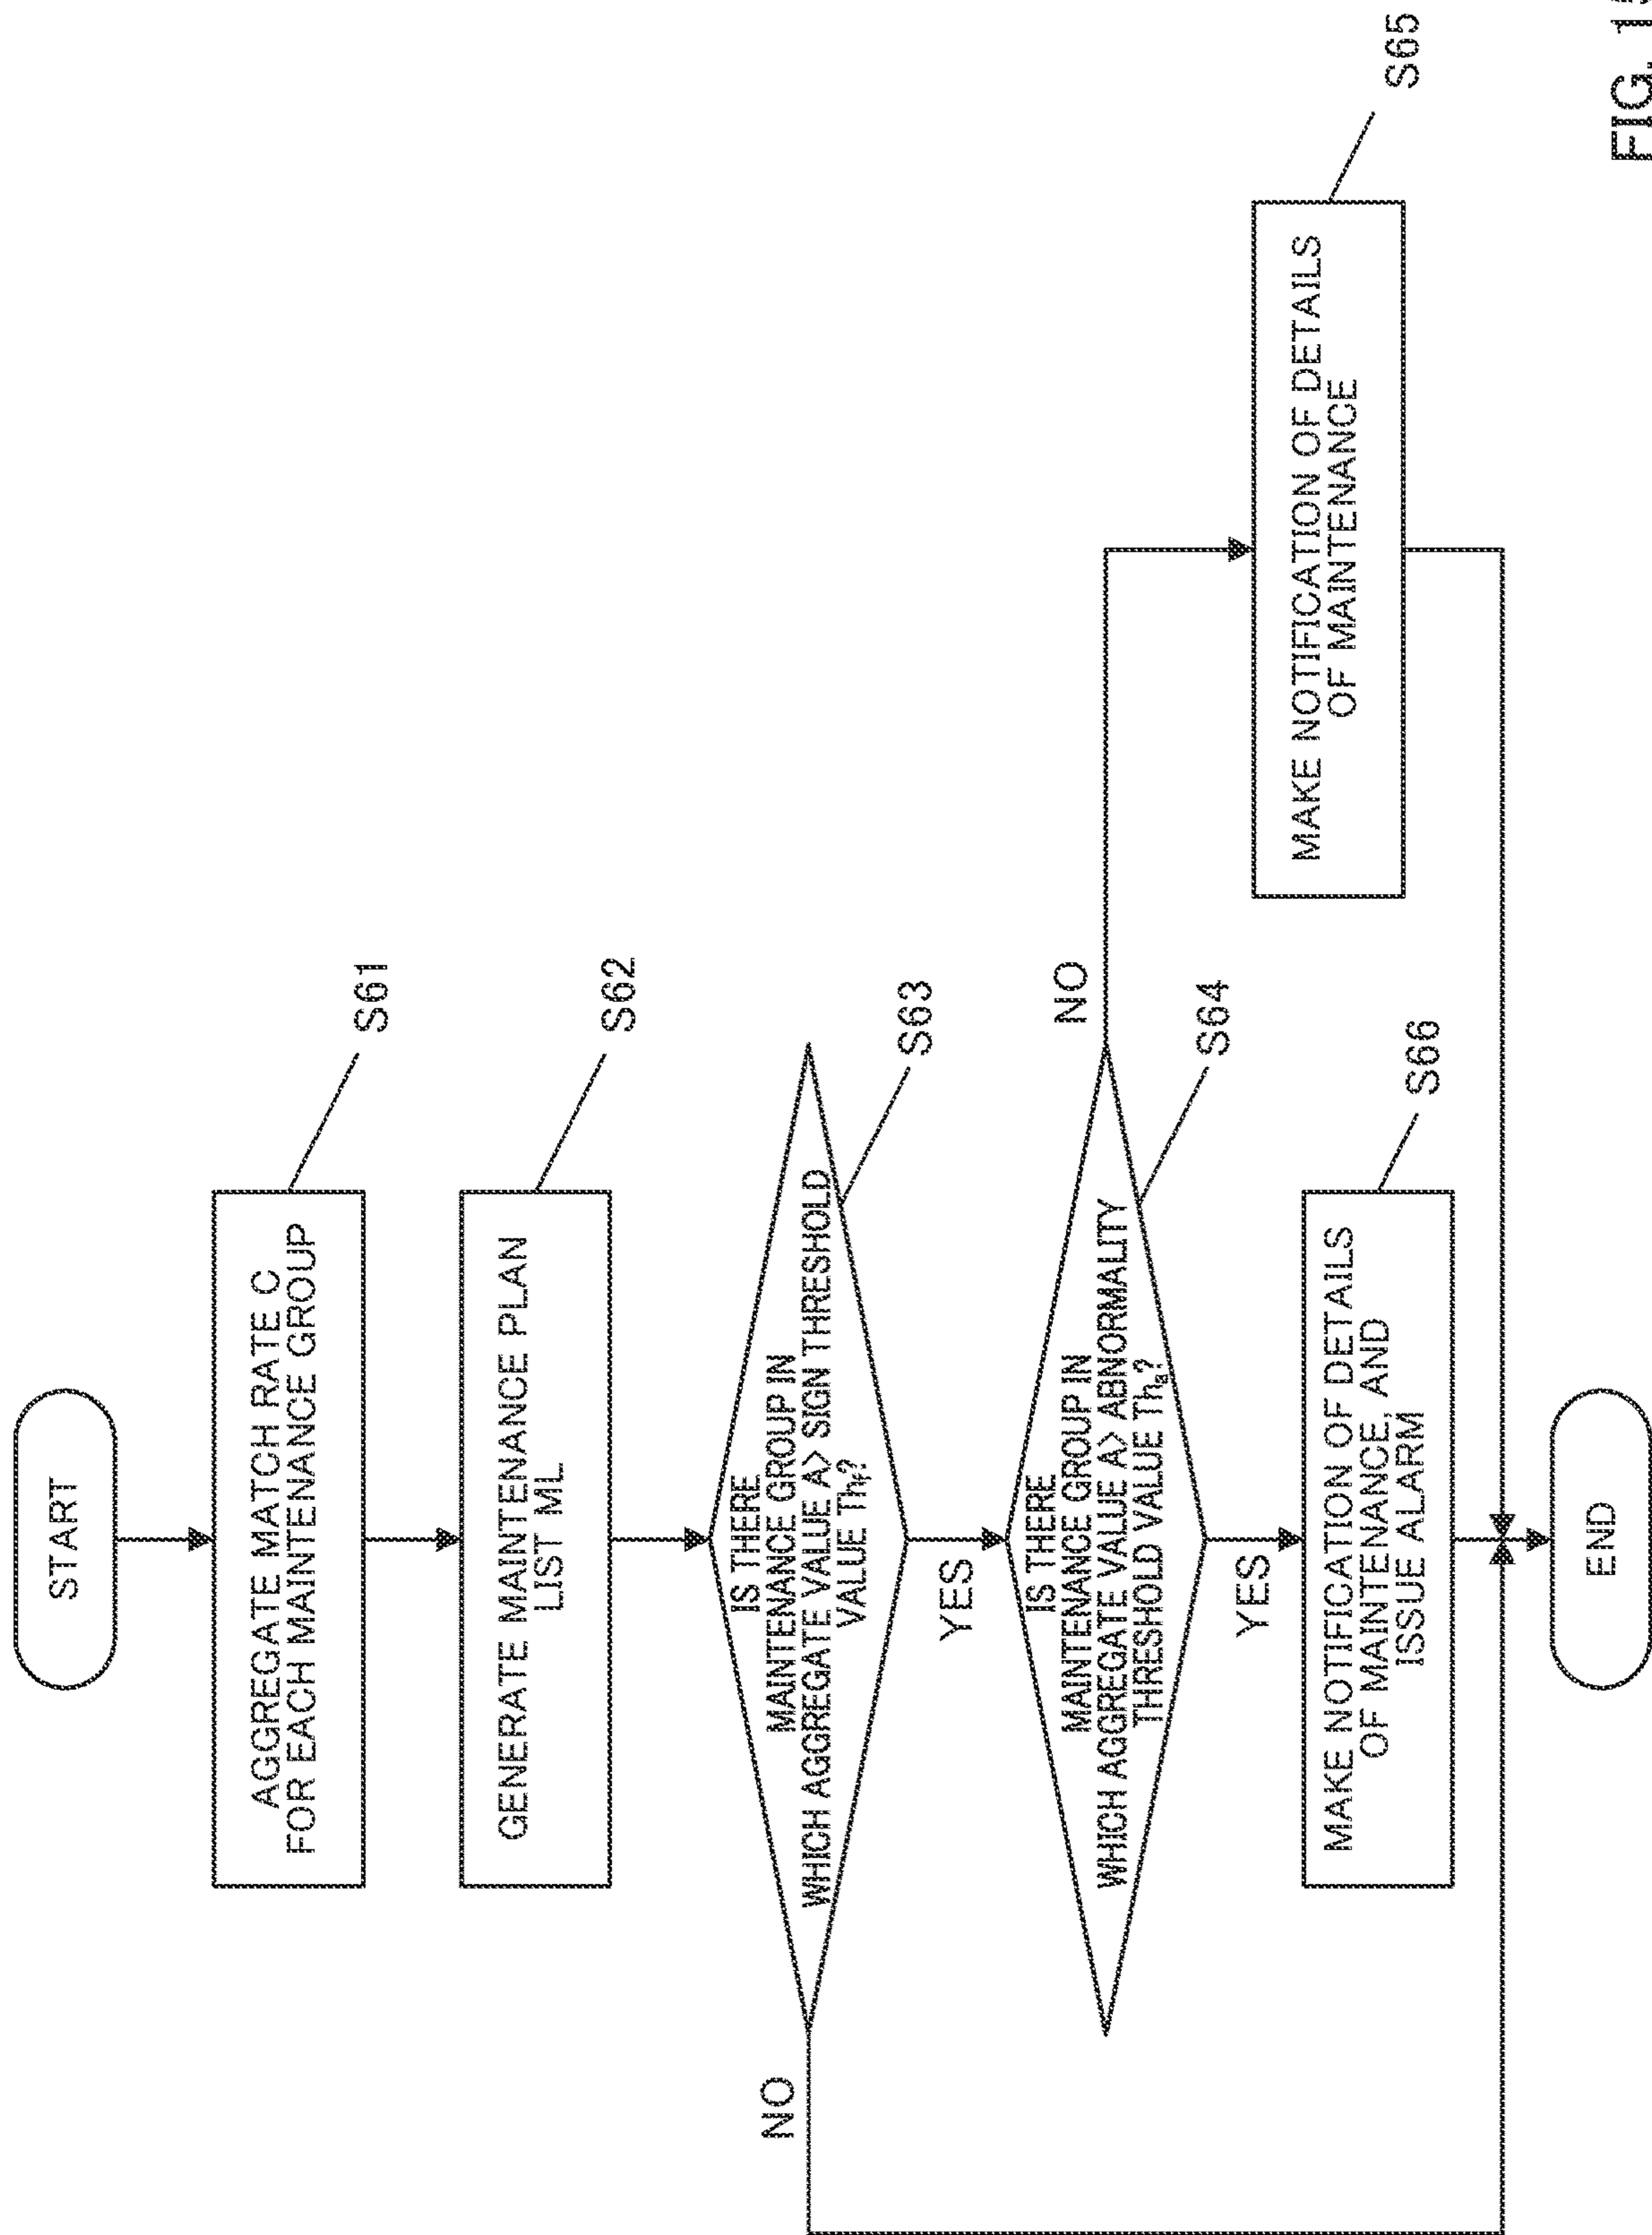 START
AGGREGATE MATCH RATE C
FOR EACH MAINTENANCE GROUP
S61
GENERATE MAINTENANCE PLAN
LIST ML
S62
IS THERE
MAINTENANCE GROUP IN
WHICH AGGREGATE VALUE A> SIGN THRESHOLD
VALUE Thf?
S63
NO
YES
IS THERE
MAINTENANCE GROUP IN
WHICH AGGREGATE VALUE A> ABNORMALITY
THRESHOLD VALUE Tha?
S64
NO
YES
MAKE NOTIFICATION OF DETAILS
OF MAINTENANCE
S65
MAKE NOTIFICATION OF DETAILS
OF MAINTENANCE, AND
ISSUE ALARM
S66
END
FIG.